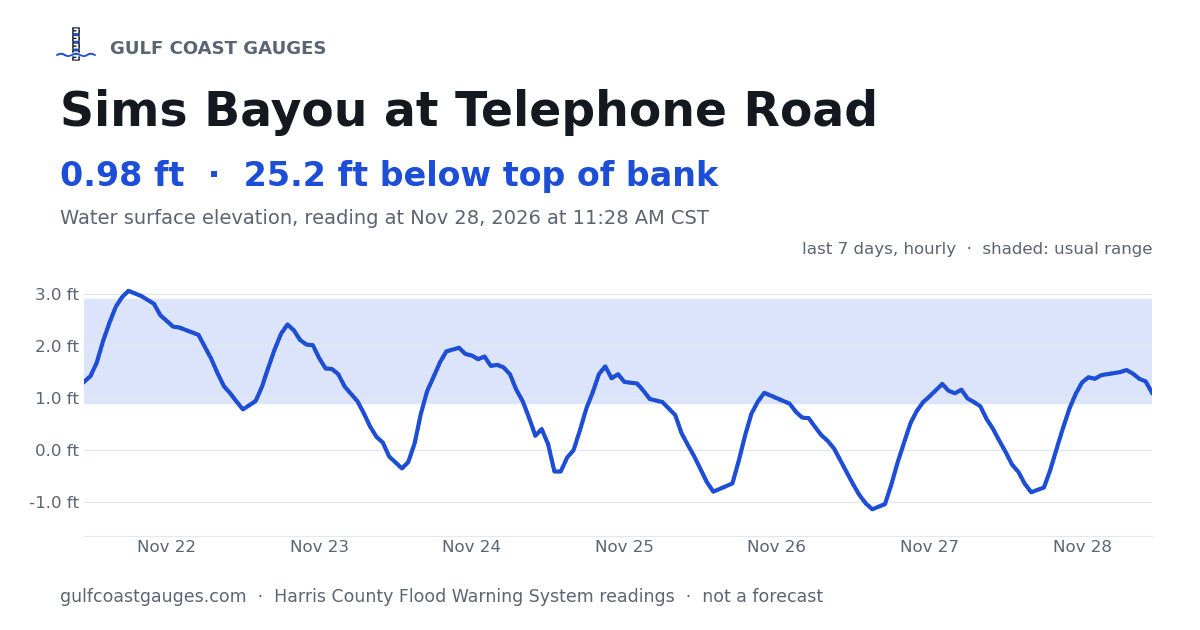 GULF COAST GAUGES
Sims Bayou at Telephone Road
0.98 ft · 25.2 ft below top of bank
Water surface elevation, reading at Nov 28, 2026 at 11:28 AM CST
last 7 days, hourly · shaded: usual range
3.0 ft
2.0 ft
1.0 ft
0.0 ft
-1.0 ft
Nov 22 Nov 23 Nov 24 Nov 25 Nov 26 Nov 27 Nov 28
gulfcoastgauges.com · Harris County Flood Warning System readings · not a forecast